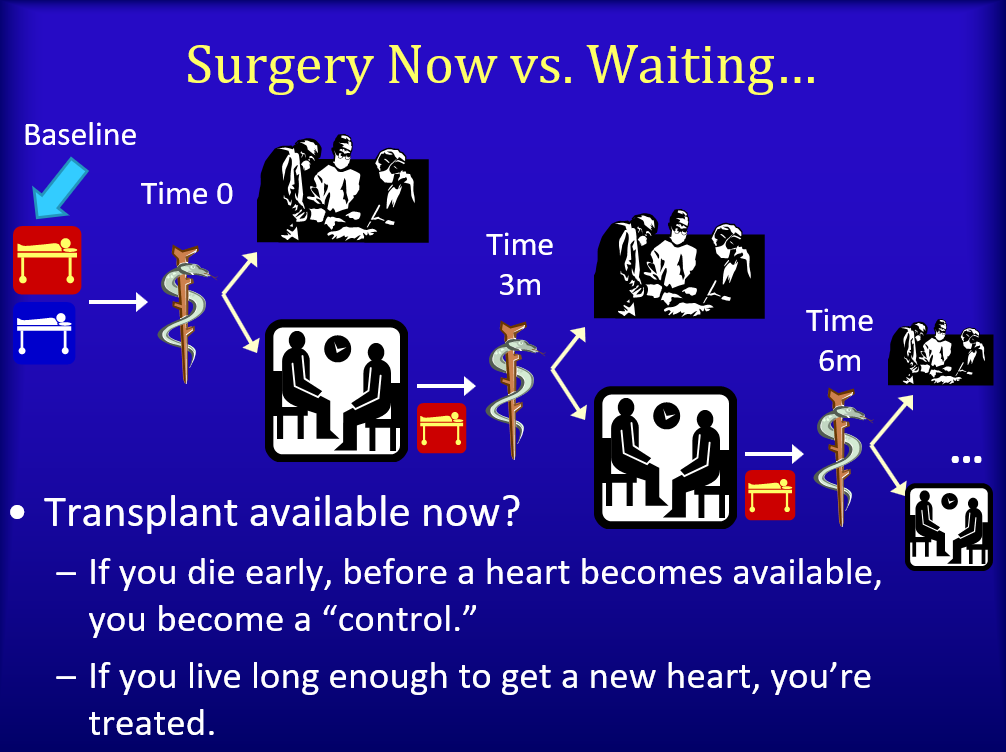 Surgery Now vs. Waiting…
Baseline
Time 0
Time
3m
Time
6m
…
• Transplant available now?
– If you die early, before a heart becomes available,
you become a “control.”
– If you live long enough to get a new heart, you’re
treated.